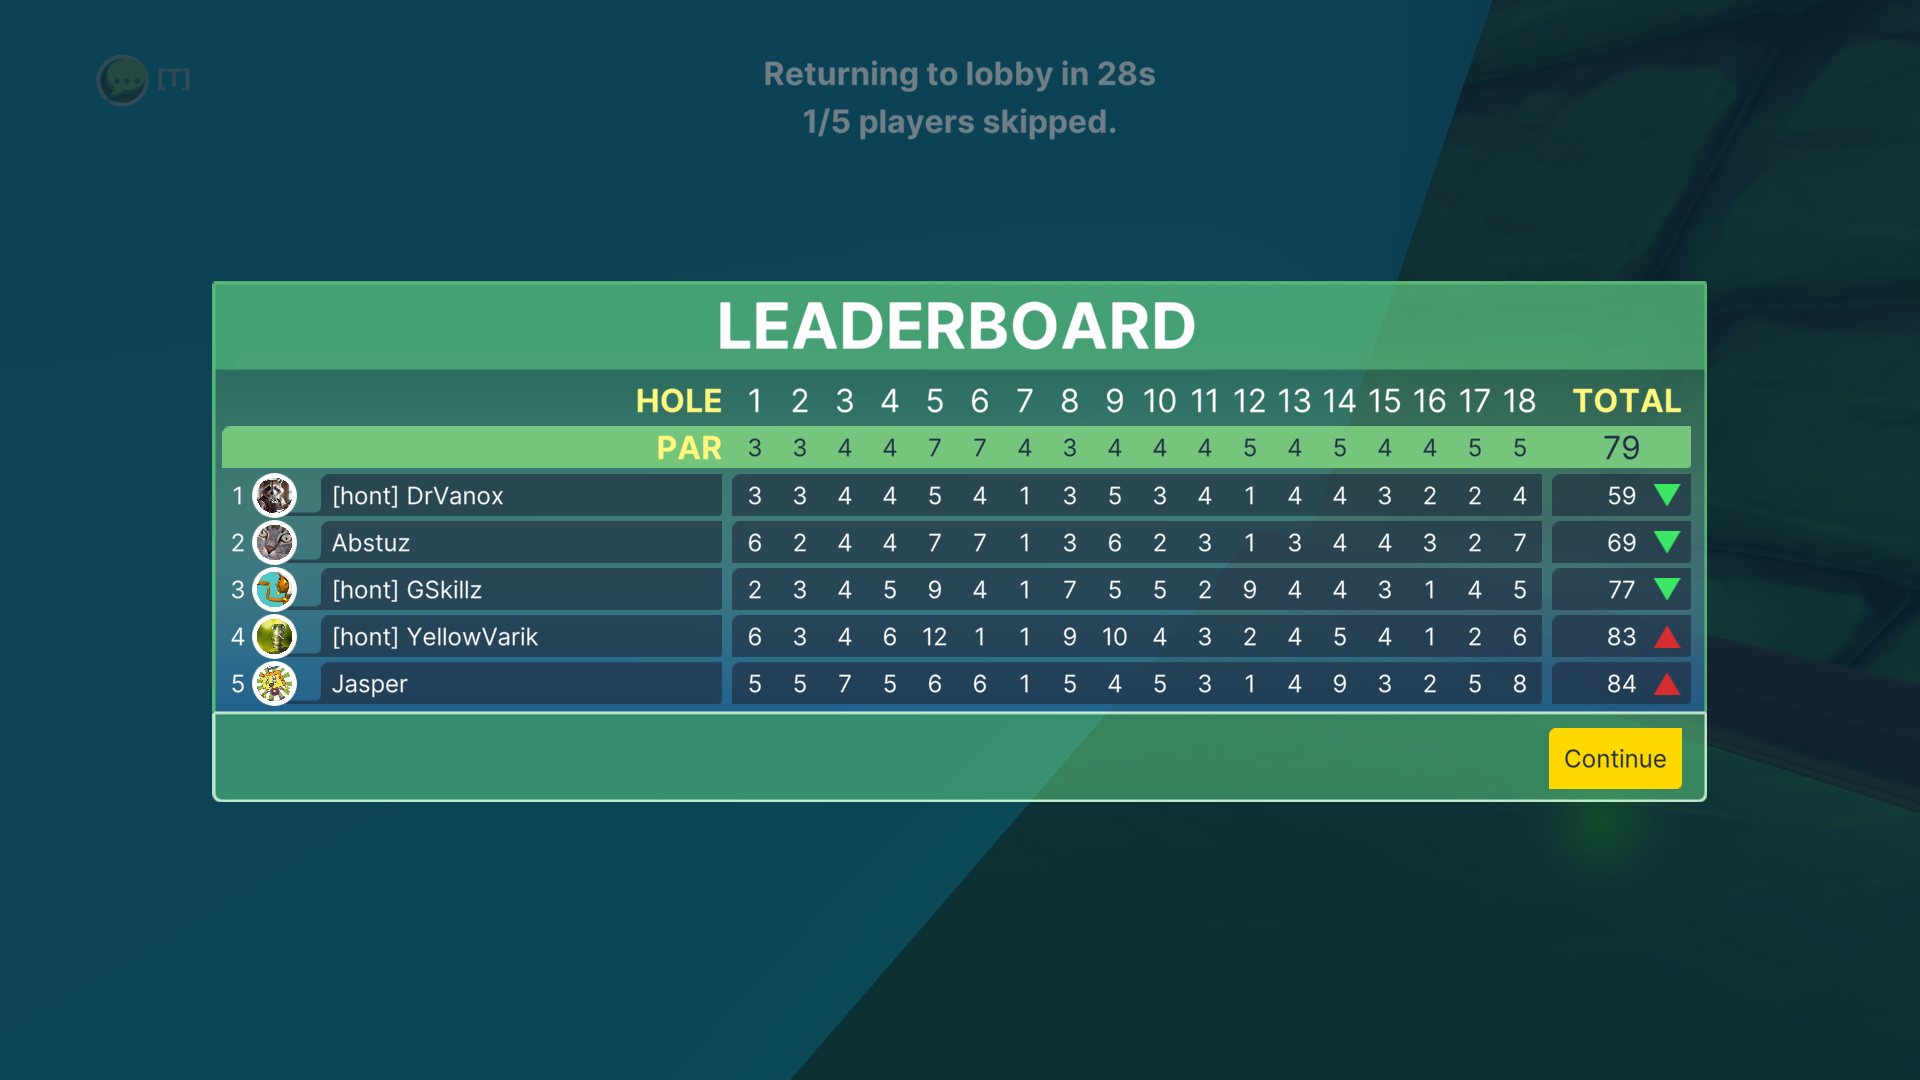 [T]
Returning to lobby in 28s
1/5 players skipped.
LEADERBOARD
HOLE 1 2 3 4 5 6 7 8 9 10 11 12 13 14 15 16 17 18 TOTAL
PAR 3 3 4 4 7 7 4 3 4 4 4 5 4 5 4 4 5 5 79
1 [hont] DrVanox 3 3 4 4 5 4 1 3 5 3 4 1 4 4 3 2 2 4 59
2 Abstuz 6 2 4 4 7 7 1 3 6 2 3 1 3 4 4 3 2 7 69
3 [hont] GSkillz 2 3 4 5 9 4 1 7 5 5 2 9 4 4 3 1 4 5 77
4 [hont] YellowVarik 6 3 4 6 12 1 1 9 10 4 3 2 4 5 4 1 2 6 83
5 Jasper 5 5 7 5 6 6 1 5 4 5 3 1 4 9 3 2 5 8 84
Continue